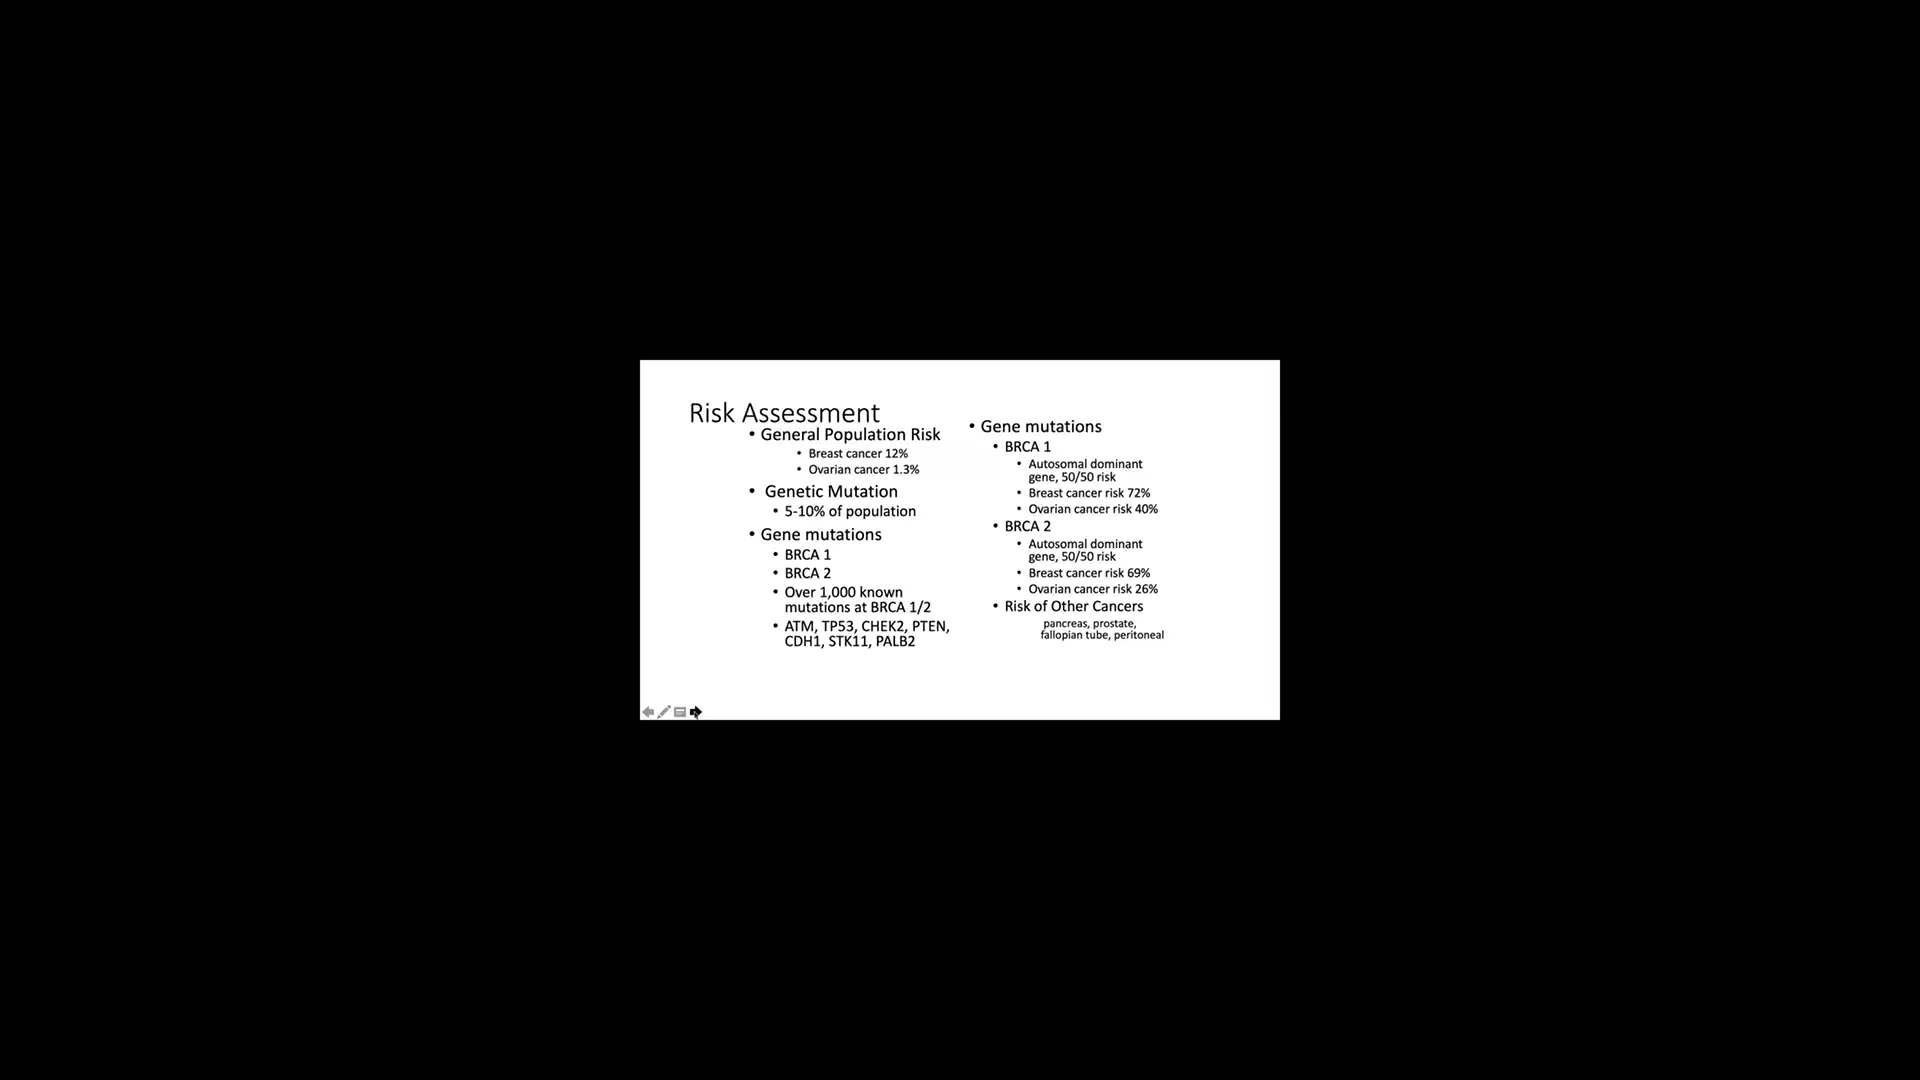 Risk Assessment
• General Population Risk
• Breast cancer 12%
• Ovarian cancer 1.3%
• Genetic Mutation
• 5-10% of population
• Gene mutations
• BRCA 1
• BRCA 2
• Over 1,000 known
mutations at BRCA 1/2
• ATM, TP53, CHEK2, PTEN,
CDH1, STK11, PALB2
• Gene mutations
• BRCA 1
• Autosomal dominant
gene, 50/50 risk
• Breast cancer risk 72%
• Ovarian cancer risk 40%
• BRCA 2
• Autosomal dominant
gene, 50/50 risk
• Breast cancer risk 69%
• Ovarian cancer risk 26%
• Risk of Other Cancers
pancreas, prostate,
fallopian tube, peritoneal